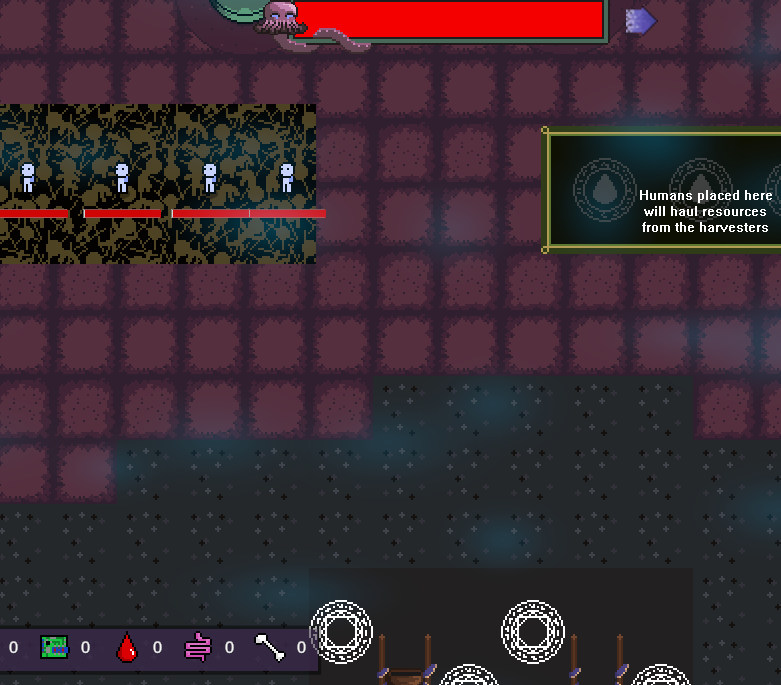 Humans placed here
will haul resources
from the harvesters
0 0 0 0 0